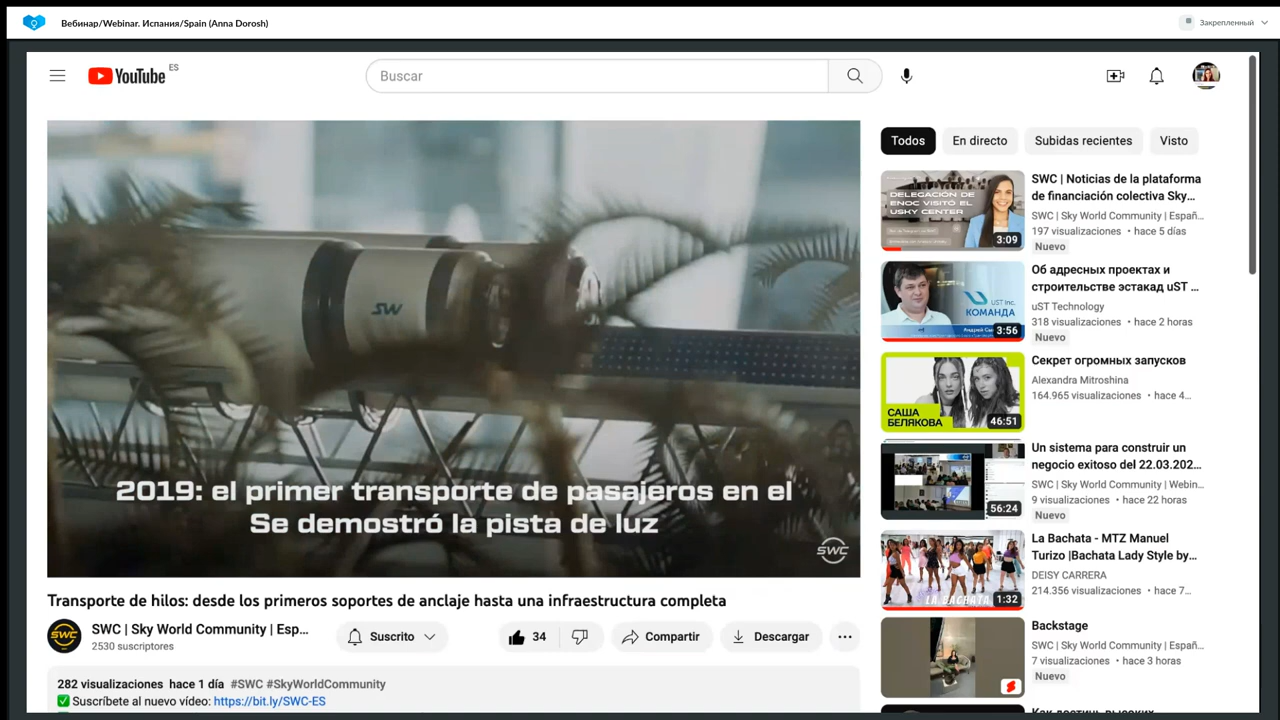 Вебинар/Webinar. Испания/Spain (Anna Dorosh)
Закрепленный
YouTube ES
Buscar
SWC
2019: el primer transporte de pasajeros en el
Se demostró la pista de luz
SWC
Transporte de hilos: desde los primeros soportes de anclaje hasta una infraestructura completa
SWC
SWC | Sky World Community | Esp...
2530 suscriptores
Suscrito
34
Compartir
Descargar
282 visualizaciones hace 1 día #SWC #SkyWorldCommunity
✅ Suscríbete al nuevo vídeo: https://bit.ly/SWC-ES
Todos
En directo
Subidas recientes
Visto
DELEGACIÓN DE
ENOC VISITÓ EL
USKY CENTER
3:09
SWC | Noticias de la plataforma
de financiación colectiva Sky...
SWC | Sky World Community | Españ...
197 visualizaciones • hace 5 días
Nuevo
UST Inc.
КОМАНДА
3:56
Об адресных проектах и
строительстве эстакад uST ...
uST Technology
318 visualizaciones • hace 2 horas
Nuevo
САША
БЕЛЯКОВА
46:51
Секрет огромных запусков
Alexandra Mitroshina
164.965 visualizaciones • hace 4...
56:24
Un sistema para construir un
negocio exitoso del 22.03.202...
SWC | Sky World Community | Webin...
9 visualizaciones • hace 22 horas
Nuevo
LA BACHATA
1:32
La Bachata - MTZ Manuel
Turizo |Bachata Lady Style by...
DEISY CARRERA
214.356 visualizaciones • hace 7...
Backstage
SWC | Sky World Community | Españ...
7 visualizaciones • hace 3 horas
Nuevo
Как достичь высоких